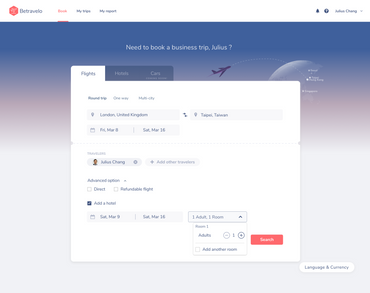 Betravelo
Book
My trips
My report
Julius Chang
Need to book a business trip, Julius ?
Flights
Hotels
Cars
Round trip
One way
Multi-city
London, United Kingdom
Taipei, Taiwan
Fri, Mar 8
Sat, Mar 16
Julius Chang
Add other travelers
Advanced option
Direct
Refundable flight
Add a hotel
Sat, Mar 9
Sat, Mar 16
1 Adult, 1 Room
Room 1
Adults
1
Add another room
Search
Language & Currency